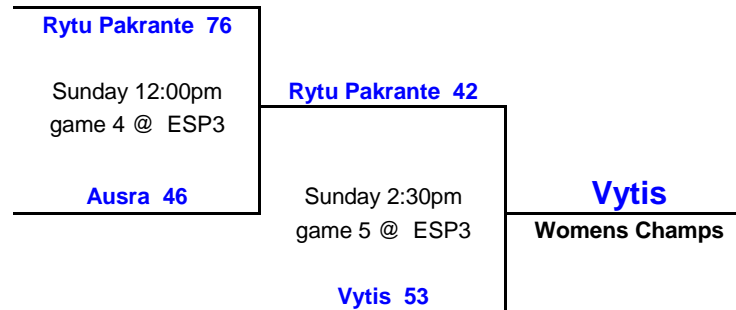 Rytu Pakrante 76
Sunday 12:00pm
game 4 @ ESP3
Ausra 46
Rytu Pakrante 42
Sunday 2:30pm
game 5 @ ESP3
Vytis 53
Vytis
Womens Champs